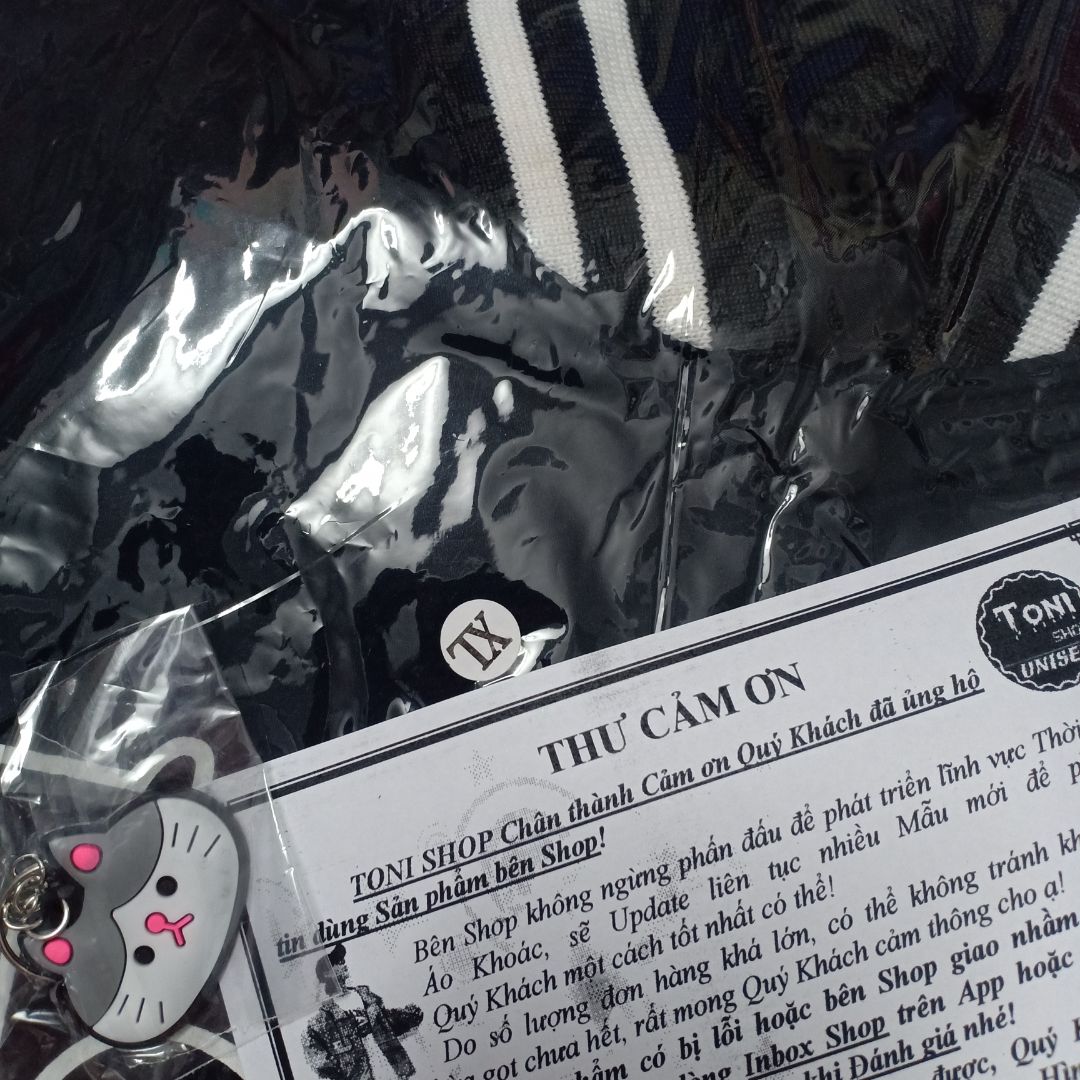 TX
TONI
UNISE
THƯ CẢM ƠN
TONI SHOP Chân thành Cảm ơn Quý Khách đã ủng hộ
tin dùng Sản phẩm bên Shop!
Bên Shop không ngừng phấn đấu để phát triển lĩnh vực Thời
Áo Khoác, sẽ Update liên tục nhiều Mẫu mới để p
Quý Khách một cách tốt nhất có thể!
Do số lượng đơn hàng khá lớn, có thể không tránh kh
gọt chưa hết, rất mong Quý Khách cảm thông cho ạ!
ẩm có bị lỗi hoặc bên Shop giao nhầm
Inbox Shop trên App hoặc
khi Đánh giá nhé!
được, Quý